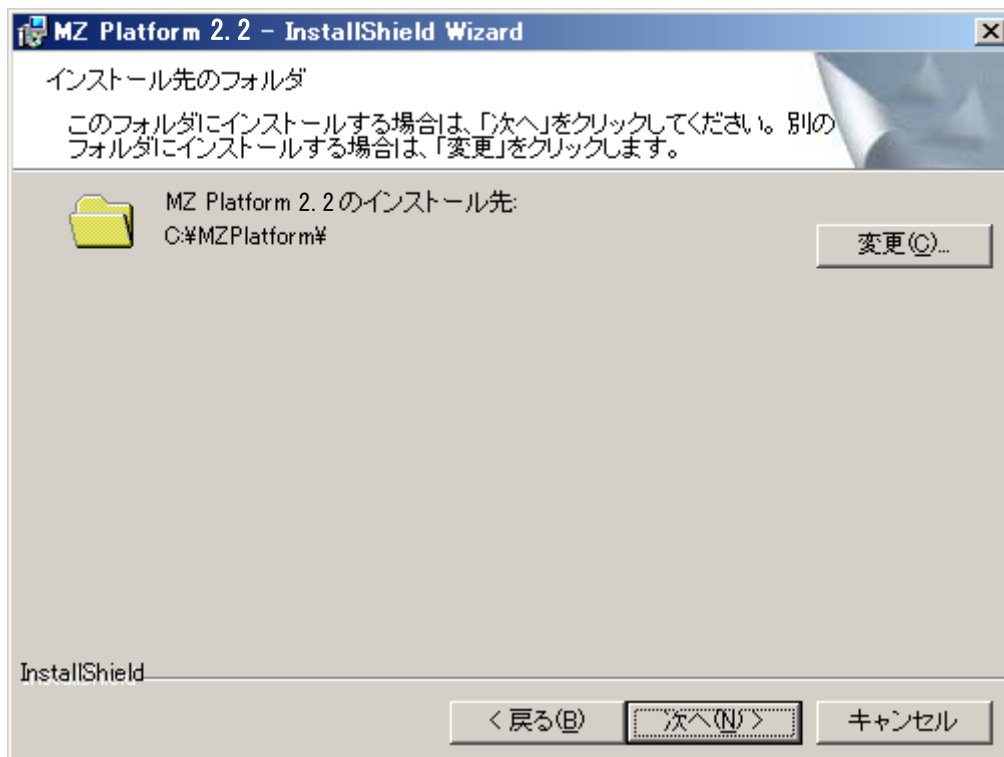 MZ Platform 2.2 - InstallShield Wizard
インストール先のフォルダ
このフォルダにインストールする場合は、「次へ」をクリックしてください。別の
フォルダにインストールする場合は、「変更」をクリックします。
MZ Platform 2.2のインストール先:
C:¥MZPlatform¥
変更(C)...
InstallShield
< 戻る(B)
次へ(N) >
キャンセル